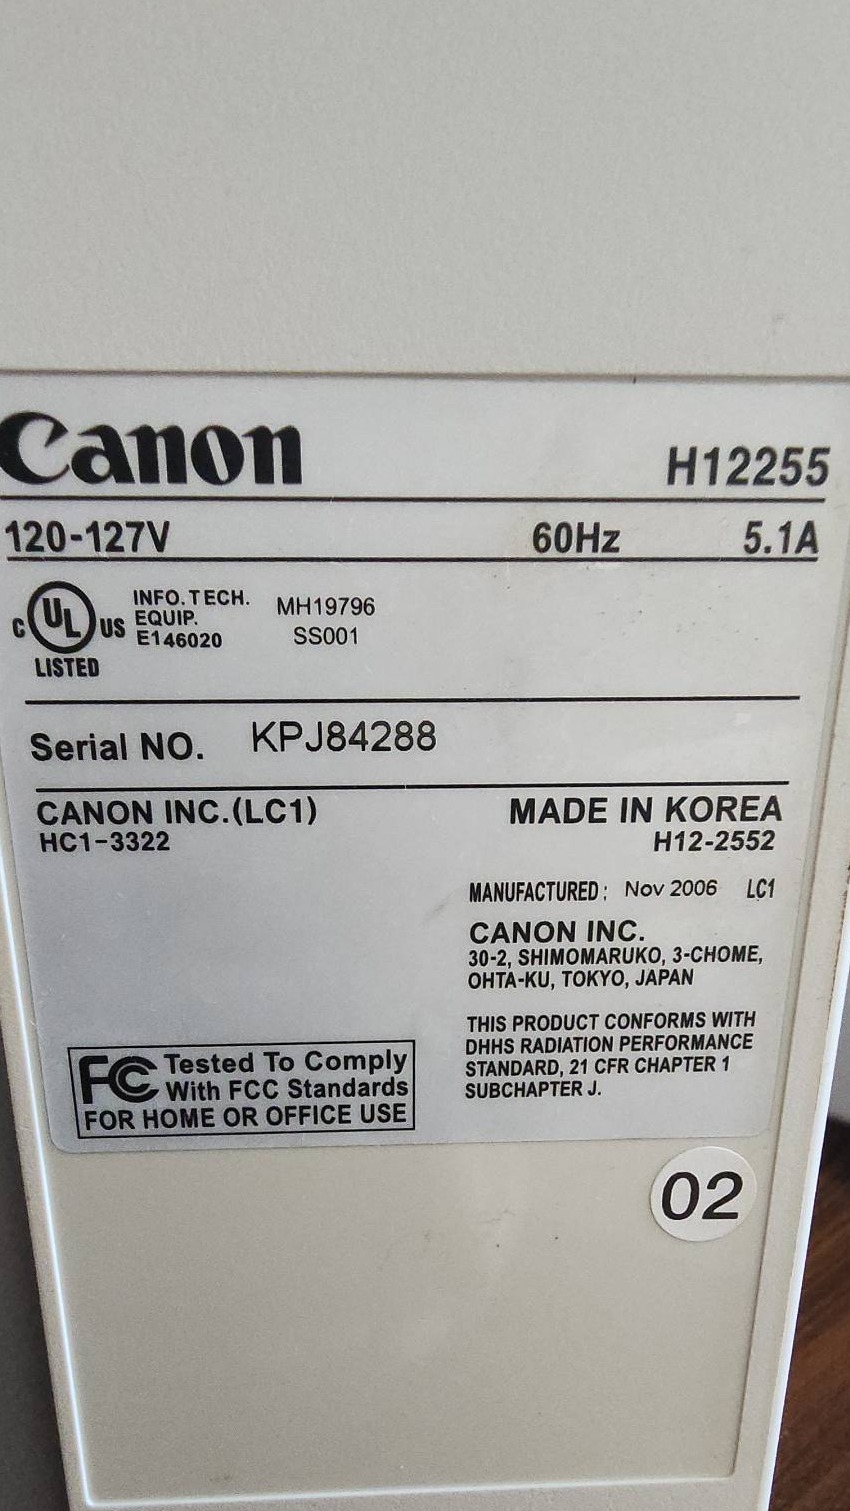 Canon H12255
120-127V 60Hz 5.1A
C UL US LISTED
INFO. TECH. EQUIP. E146020
MH19796
SS001
Serial NO. KPJ84288
CANON INC.(LC1) MADE IN KOREA
HC1-3322 H12-2552
MANUFACTURED: Nov 2006 LC1
CANON INC.
30-2, SHIMOMARUKO, 3-CHOME,
OHTA-KU, TOKYO, JAPAN
THIS PRODUCT CONFORMS WITH
DHHS RADIATION PERFORMANCE
STANDARD, 21 CFR CHAPTER 1
SUBCHAPTER J.
FC Tested To Comply
With FCC Standards
FOR HOME OR OFFICE USE
02